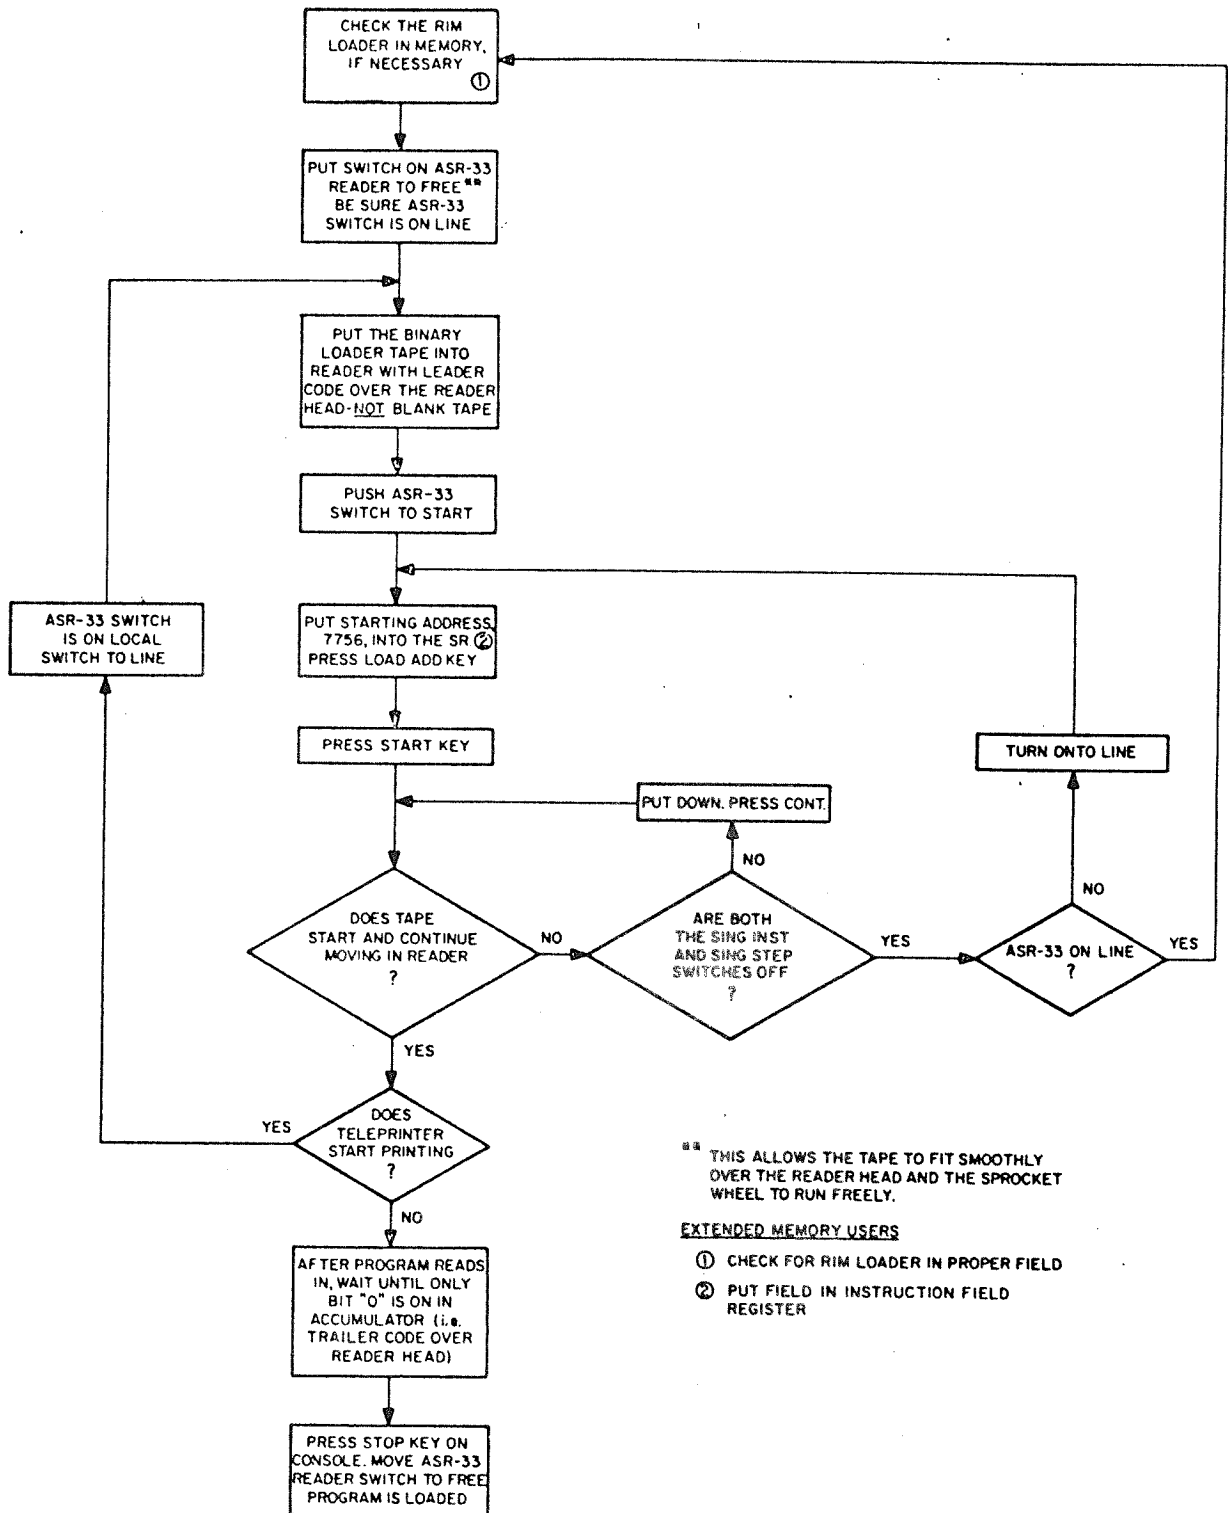 CHECK THE RIM
LOADER IN MEMORY,
IF NECESSARY
①
PUT SWITCH ON ASR-33
READER TO FREE **
BE SURE ASR-33
SWITCH IS ON LINE
PUT THE BINARY
LOADER TAPE INTO
READER WITH LEADER
CODE OVER THE READER
HEAD-NOT BLANK TAPE
PUSH ASR-33
SWITCH TO START
ASR-33 SWITCH
IS ON LOCAL
SWITCH TO LINE
PUT STARTING ADDRESS,
7756, INTO THE SR ②
PRESS LOAD ADD KEY
PRESS START KEY
TURN ONTO LINE
PUT DOWN. PRESS CONT.
NO
NO
DOES TAPE
START AND CONTINUE
MOVING IN READER
?
NO
ARE BOTH
THE SING INST
AND SING STEP
SWITCHES OFF
?
YES
ASR-33 ON LINE
?
YES
YES
DOES
TELEPRINTER
START PRINTING
?
YES
NO
AFTER PROGRAM READS
IN, WAIT UNTIL ONLY
BIT "O" IS ON IN
ACCUMULATOR (i.e.
TRAILER CODE OVER
READER HEAD)
PRESS STOP KEY ON
CONSOLE. MOVE ASR-33
READER SWITCH TO FREE
PROGRAM IS LOADED
** THIS ALLOWS THE TAPE TO FIT SMOOTHLY
OVER THE READER HEAD AND THE SPROCKET
WHEEL TO RUN FREELY.
EXTENDED MEMORY USERS
① CHECK FOR RIM LOADER IN PROPER FIELD
② PUT FIELD IN INSTRUCTION FIELD
REGISTER